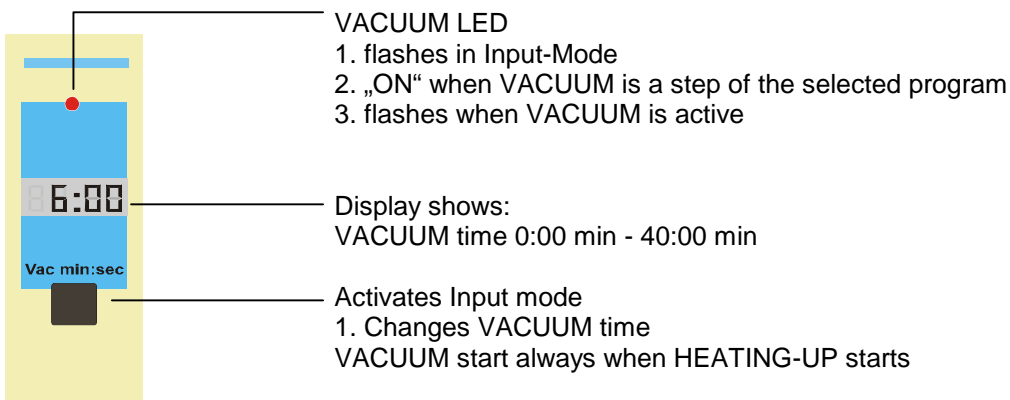 VACUUM LED
1. flashes in Input-Mode
2. „ON“ when VACUUM is a step of the selected program
3. flashes when VACUUM is active
6:00
Display shows:
VACUUM time 0:00 min - 40:00 min
Vac min:sec
Activates Input mode
1. Changes VACUUM time
VACUUM start always when HEATING-UP starts